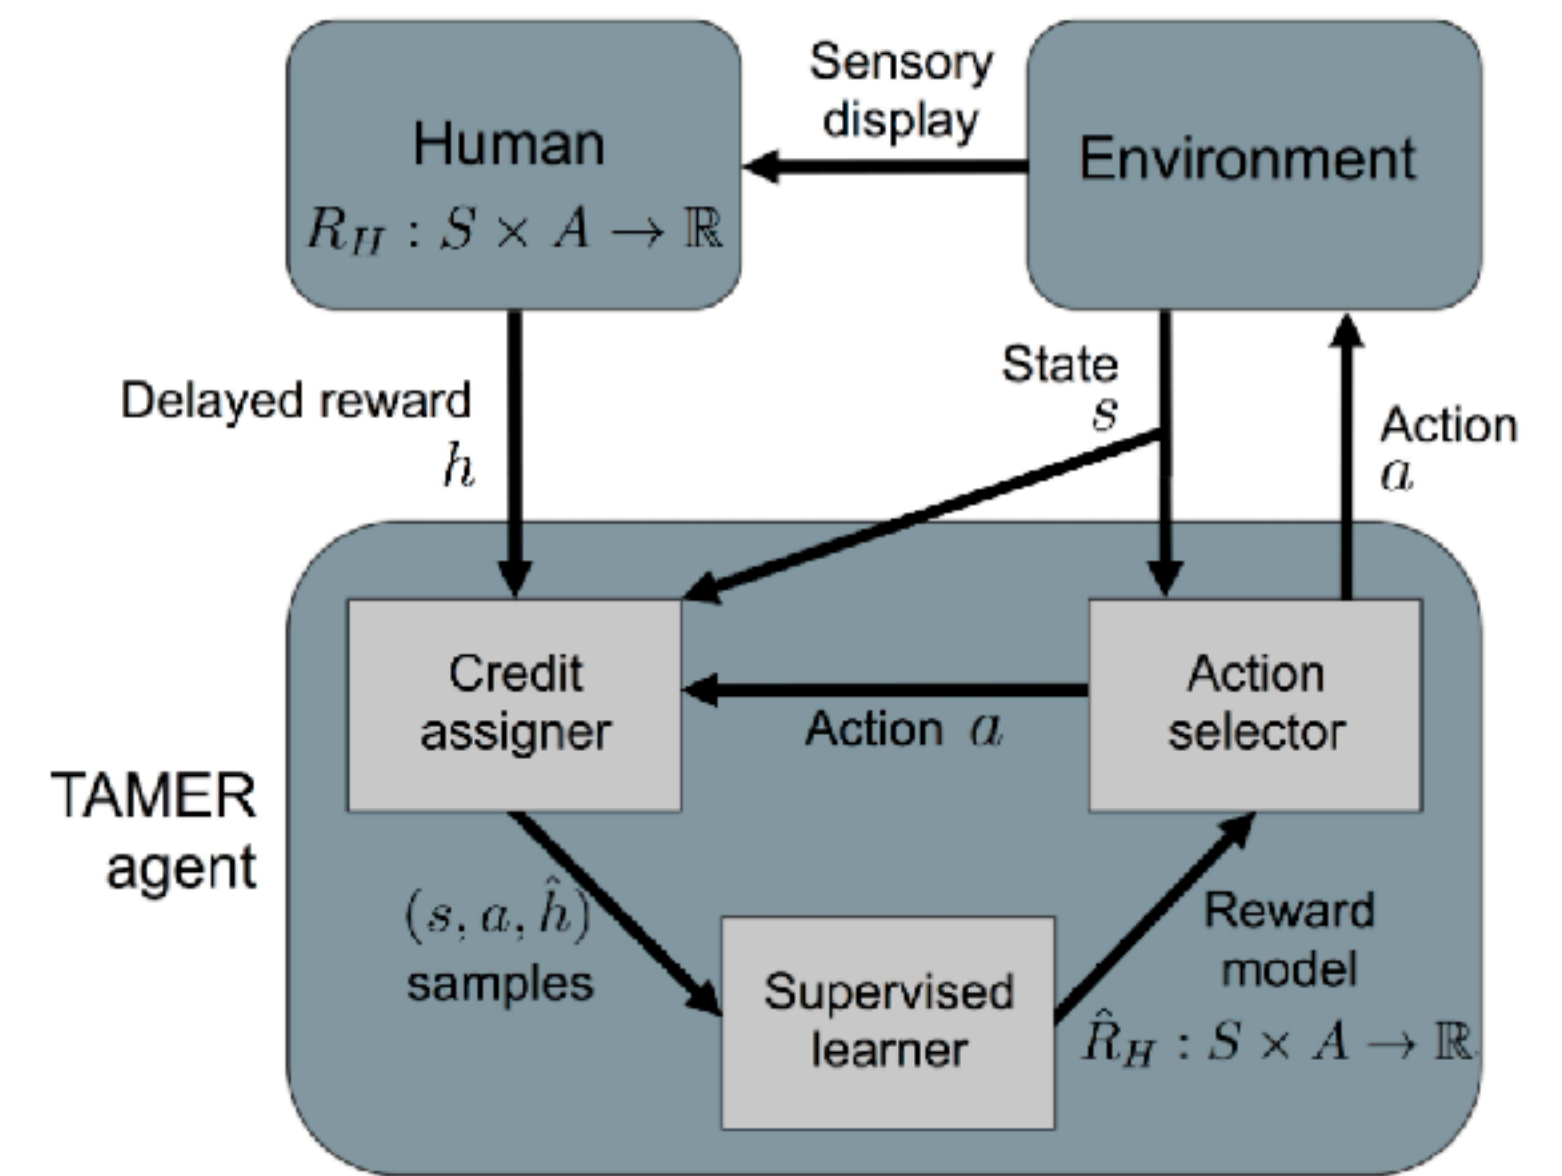 Human
R_H : S × A → ℝ
Sensory
display
Environment
Delayed reward
h
State
s
Action
a
Credit
assigner
Action a
Action
selector
TAMER
agent
(s, a, ĥ)
samples
Supervised
learner
Reward
model
R̂_H : S × A → ℝ